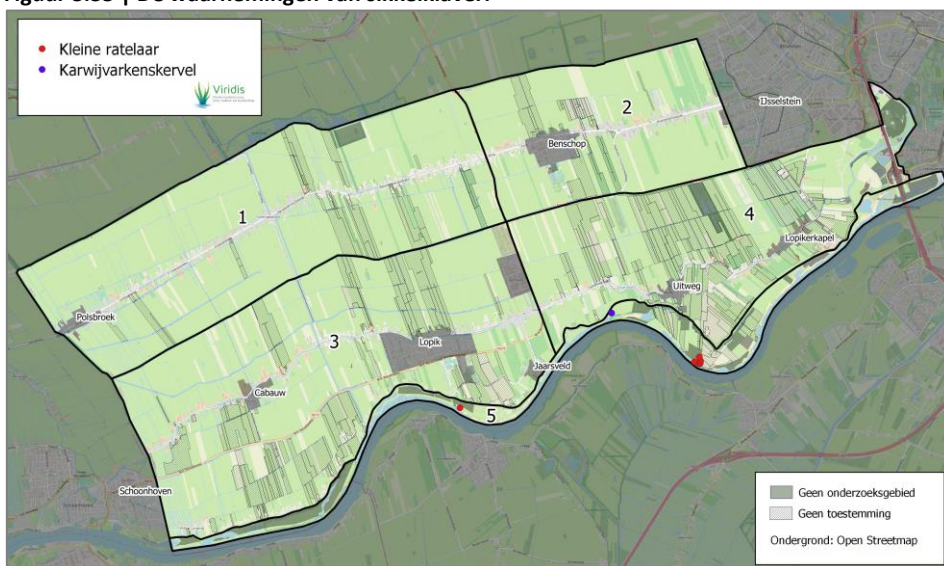 Kleine ratelaar
Karwijvarkenskervel
Viridis
IJsselstein
2
Benschop
1
4
Lopikerkapel
Uitweg
Polsbroek
3
Lopik
Jaarsveld
Cabauw
5
Schoonhoven
Geen onderzoeksgebied
Geen toestemming
Ondergrond: Open Streetmap